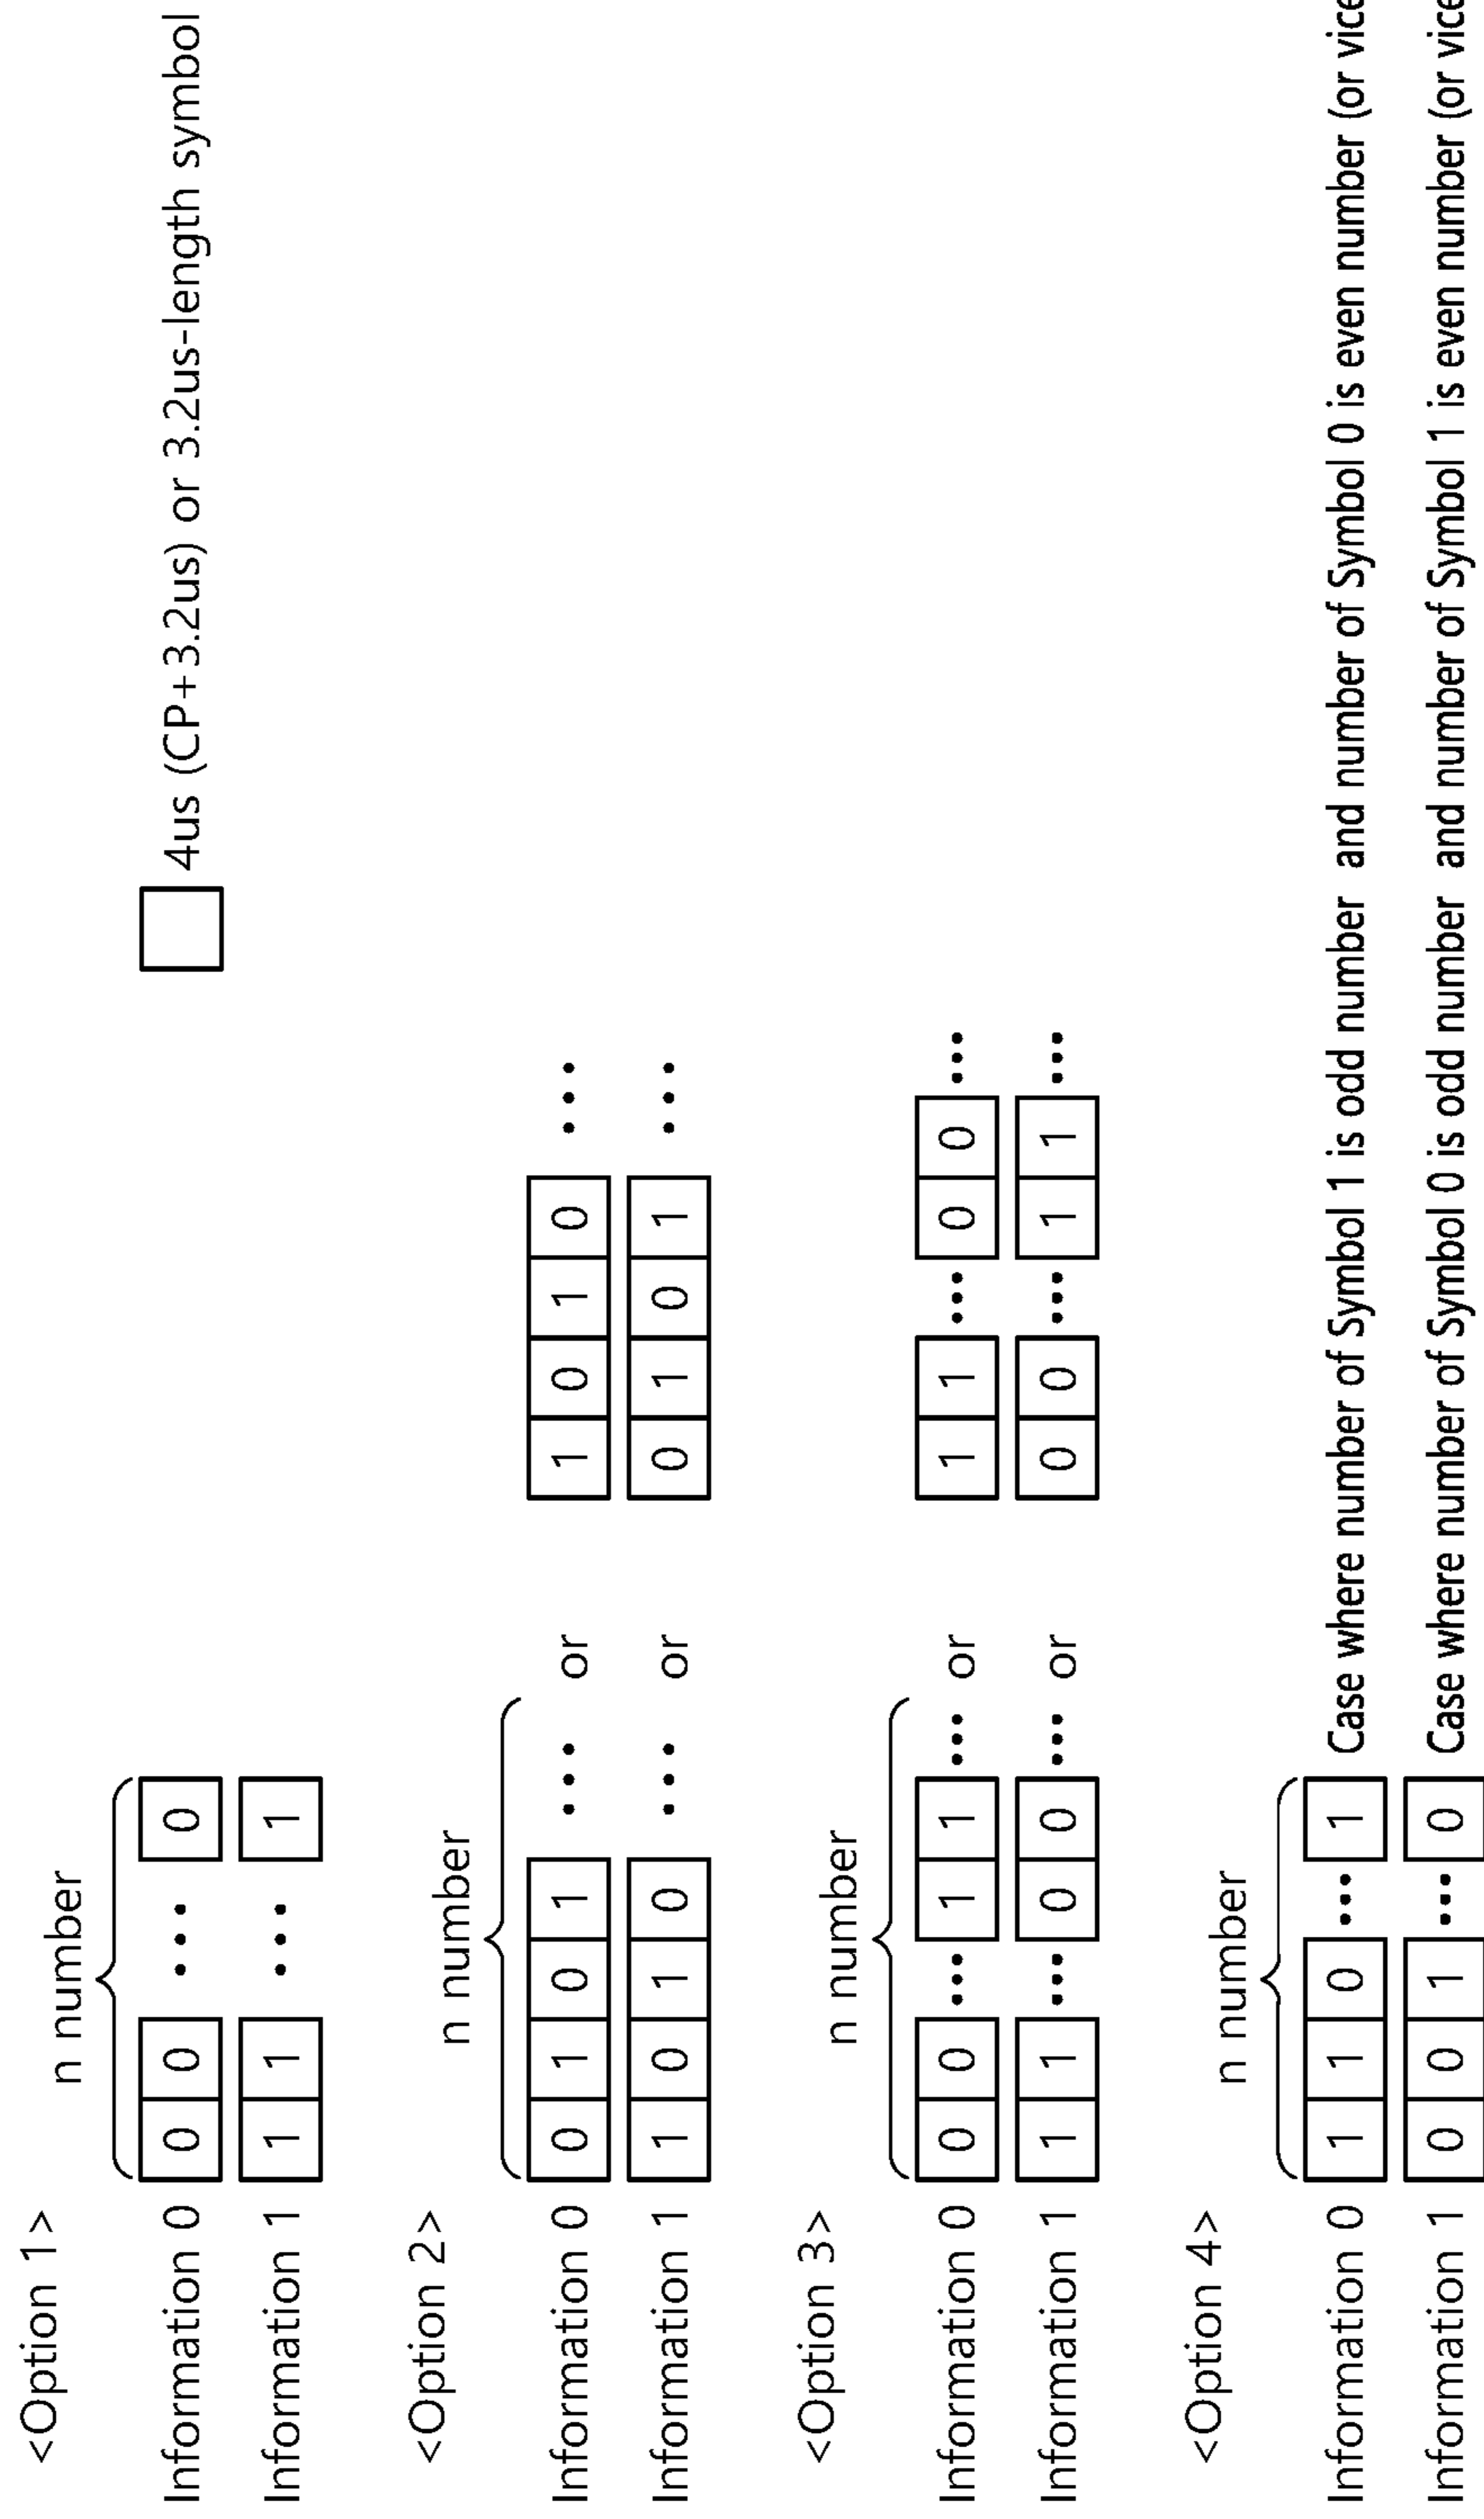 <Option 1>
n number
Information 0 0 0 ••• 0
4us (CP+3.2us) or 3.2us-length symbol
Information 1 1 1 ••• 1
<Option 2>
n number
Information 0 0 1 0 1 ••• or 1 0 1 0 •••
Information 1 1 0 1 0 ••• or 0 1 0 1 •••
<Option 3>
n number
Information 0 0 0 ••• 1 1 ••• or 1 1 ••• 0 0 •••
Information 1 1 1 ••• 0 0 ••• or 0 0 ••• 1 1 •••
<Option 4>
n number
Information 0 1 1 0 ••• 1 Case where number of Symbol 1 is odd number and number of Symbol 0 is even number (or vice
Information 1 0 0 1 ••• 0 Case where number of Symbol 0 is odd number and number of Symbol 1 is even number (or vice